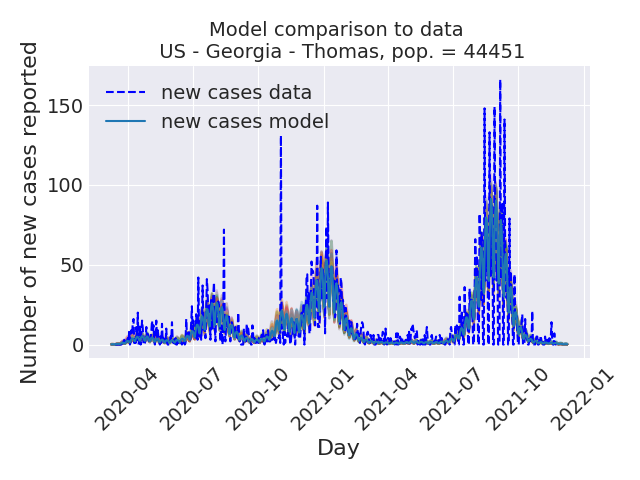 Model comparison to data
US - Georgia - Thomas, pop. = 44451
Number of new cases reported
150
100
50
0
new cases data
new cases model
2020-04
2020-07
2020-10
2021-01
2021-04
2021-07
2021-10
2022-01
Day